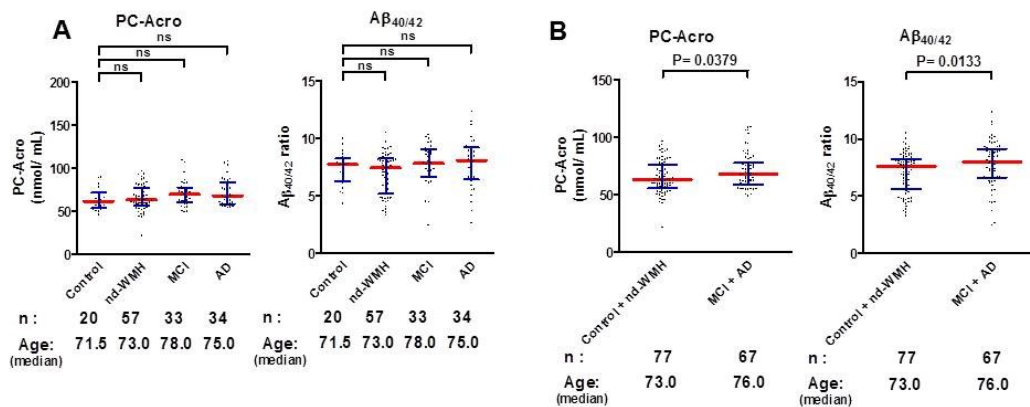 A
PC-Acro
ns
ns
ns
PC-Acro
(nmol/ mL)
200
150
100
50
0
Control
nd-WMH
MCI
AD
n :
20 57 33 34
Age:
(median)
71.5 73.0 78.0 75.0
Aβ40/42
ns
ns
ns
Aβ40/42 ratio
15
10
5
0
Control
nd-WMH
MCI
AD
20 57 33 34
71.5 73.0 78.0 75.0
B
PC-Acro
P= 0.0379
PC-Acro
(nmol/ mL)
150
100
50
0
Control + nd-WMH
MCI + AD
n :
77 67
Age:
(median)
73.0 76.0
Aβ40/42
P= 0.0133
Aβ40/42 ratio
15
10
5
0
Control + nd-WMH
MCI + AD
77 67
73.0 76.0